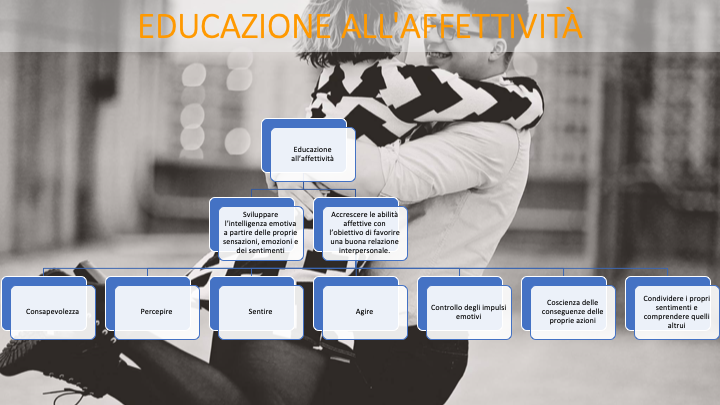 EDUCAZIONE ALL'AFFETTIVITÀ
Educazione
all'affettività
Sviluppare
l'intelligenza emotiva
a partire delle proprie
sensazioni, emozioni e
dei sentimenti
Accrescere le abilità
affettive con
l'obiettivo di favorire
una buona relazione
interpersonale.
Consapevolezza
Percepire
Sentire
Agire
Controllo degli impulsi
emotivi
Coscienza delle
conseguenze delle
proprie azioni
Condividere i propri
sentimenti e
comprendere quelli
altrui